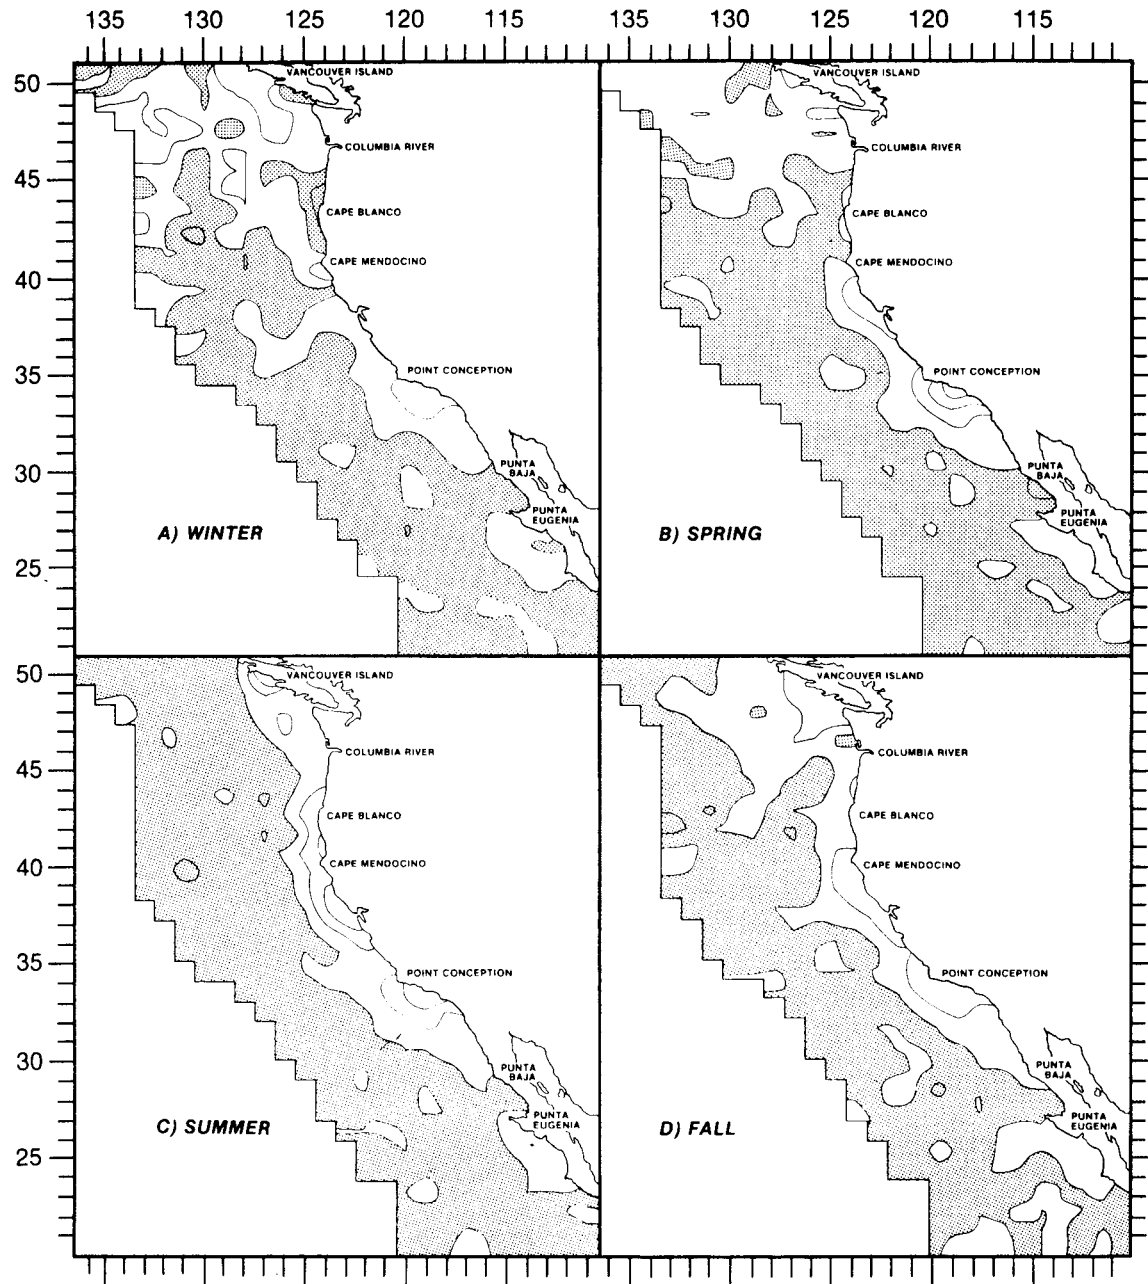 135 130 125 120 115 135 130 125 120 115
50
VANCOUVER ISLAND
VANCOUVER ISLAND
COLUMBIA RIVER
COLUMBIA RIVER
45
CAPE BLANCO
CAPE BLANCO
CAPE MENDOCINO
CAPE MENDOCINO
40
35
POINT CONCEPTION
POINT CONCEPTION
30
PUNTA
BAJA
PUNTA
BAJA
PUNTA
EUGENIA
PUNTA
EUGENIA
A) WINTER
B) SPRING
25
50
VANCOUVER ISLAND
VANCOUVER ISLAND
COLUMBIA RIVER
COLUMBIA RIVER
45
CAPE BLANCO
CAPE BLANCO
CAPE MENDOCINO
CAPE MENDOCINO
40
35
POINT CONCEPTION
POINT CONCEPTION
30
PUNTA
BAJA
PUNTA
BAJA
PUNTA
EUGENIA
PUNTA
EUGENIA
C) SUMMER
D) FALL
25